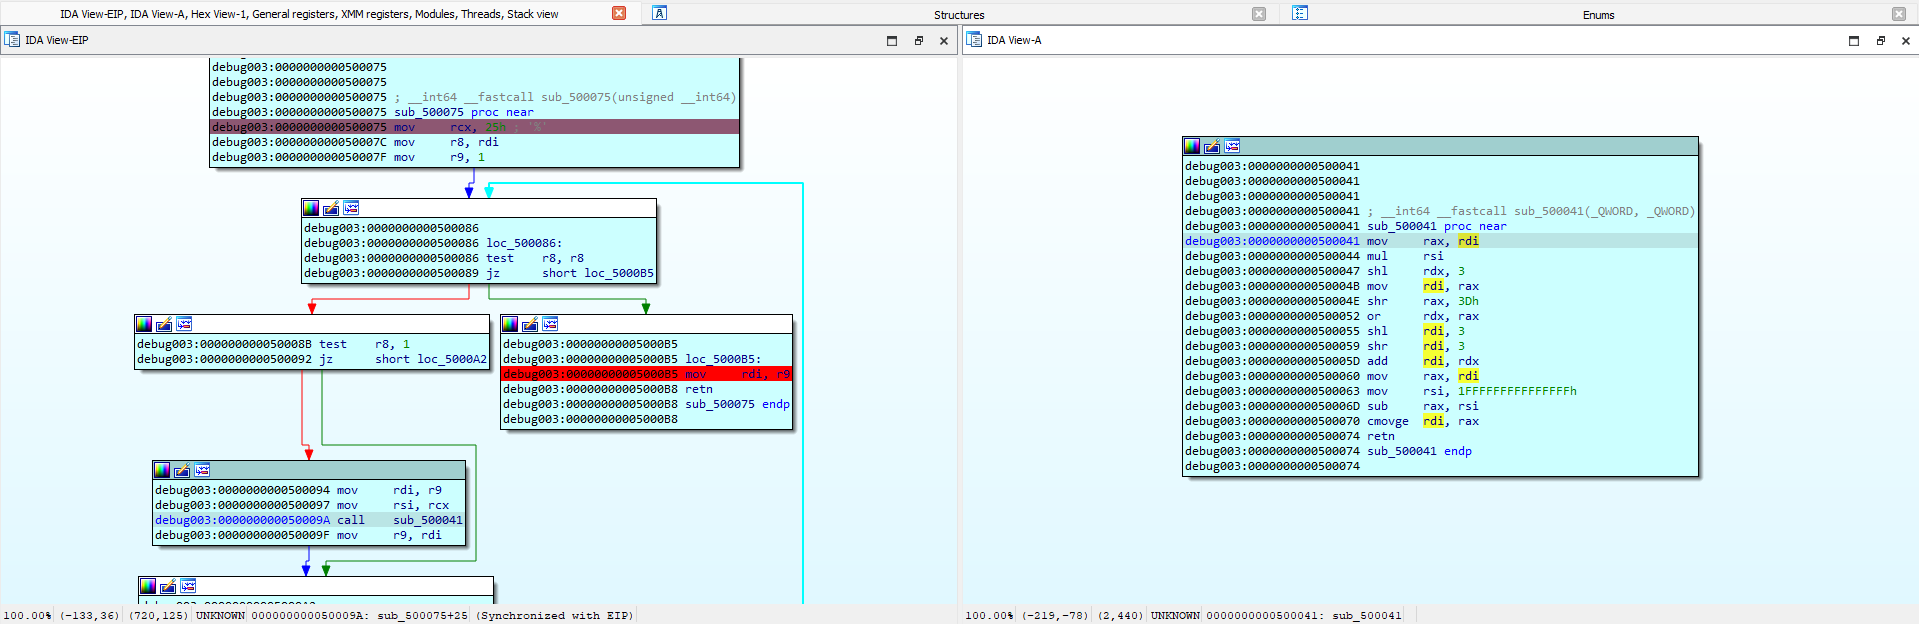 IDA View-EIP, IDA View-A, Hex View-1, General registers, XMM registers, Modules, Threads, Stack view
Structures
Enums
IDA View-EIP
debug003:0000000000500075
debug003:0000000000500075
debug003:0000000000500075 ; __int64 __fastcall sub_500075(unsigned __int64)
debug003:0000000000500075 sub_500075 proc near
debug003:0000000000500075 mov rcx, 25h ; '%'
debug003:000000000050007C mov r8, rdi
debug003:000000000050007F mov r9, 1
debug003:0000000000500086
debug003:0000000000500086 loc_500086:
debug003:0000000000500086 test r8, r8
debug003:0000000000500089 jz short loc_5000B5
debug003:000000000050008B test r8, 1
debug003:0000000000500092 jz short loc_5000A2
debug003:00000000005000B5
debug003:00000000005000B5 loc_5000B5:
debug003:00000000005000B5 mov rdi, r9
debug003:00000000005000B8 retn
debug003:00000000005000B8 sub_500075 endp
debug003:00000000005000B8
debug003:0000000000500094 mov rdi, r9
debug003:0000000000500097 mov rsi, rcx
debug003:000000000050009A call sub_500041
debug003:000000000050009F mov r9, rdi
100.00% (-133,36) (720,125) UNKNOWN 000000000050009A: sub_500075+25 (Synchronized with EIP)
IDA View-A
debug003:0000000000500041
debug003:0000000000500041
debug003:0000000000500041
debug003:0000000000500041 ; __int64 __fastcall sub_500041(_QWORD, _QWORD)
debug003:0000000000500041 sub_500041 proc near
debug003:0000000000500041 mov rax, rdi
debug003:0000000000500044 mul rsi
debug003:0000000000500047 shl rdx, 3
debug003:000000000050004B mov rdi, rax
debug003:000000000050004E shr rax, 3Dh
debug003:0000000000500052 or rdx, rax
debug003:0000000000500055 shl rdi, 3
debug003:0000000000500059 shr rdi, 3
debug003:000000000050005D add rdi, rdx
debug003:0000000000500060 mov rax, rdi
debug003:0000000000500063 mov rsi, 1FFFFFFFFFFFFFFFh
debug003:000000000050006D sub rax, rsi
debug003:0000000000500070 cmovge rdi, rax
debug003:0000000000500074 retn
debug003:0000000000500074 sub_500041 endp
debug003:0000000000500074
100.00% (-219,-78) (2,440) UNKNOWN 0000000000500041: sub_500041